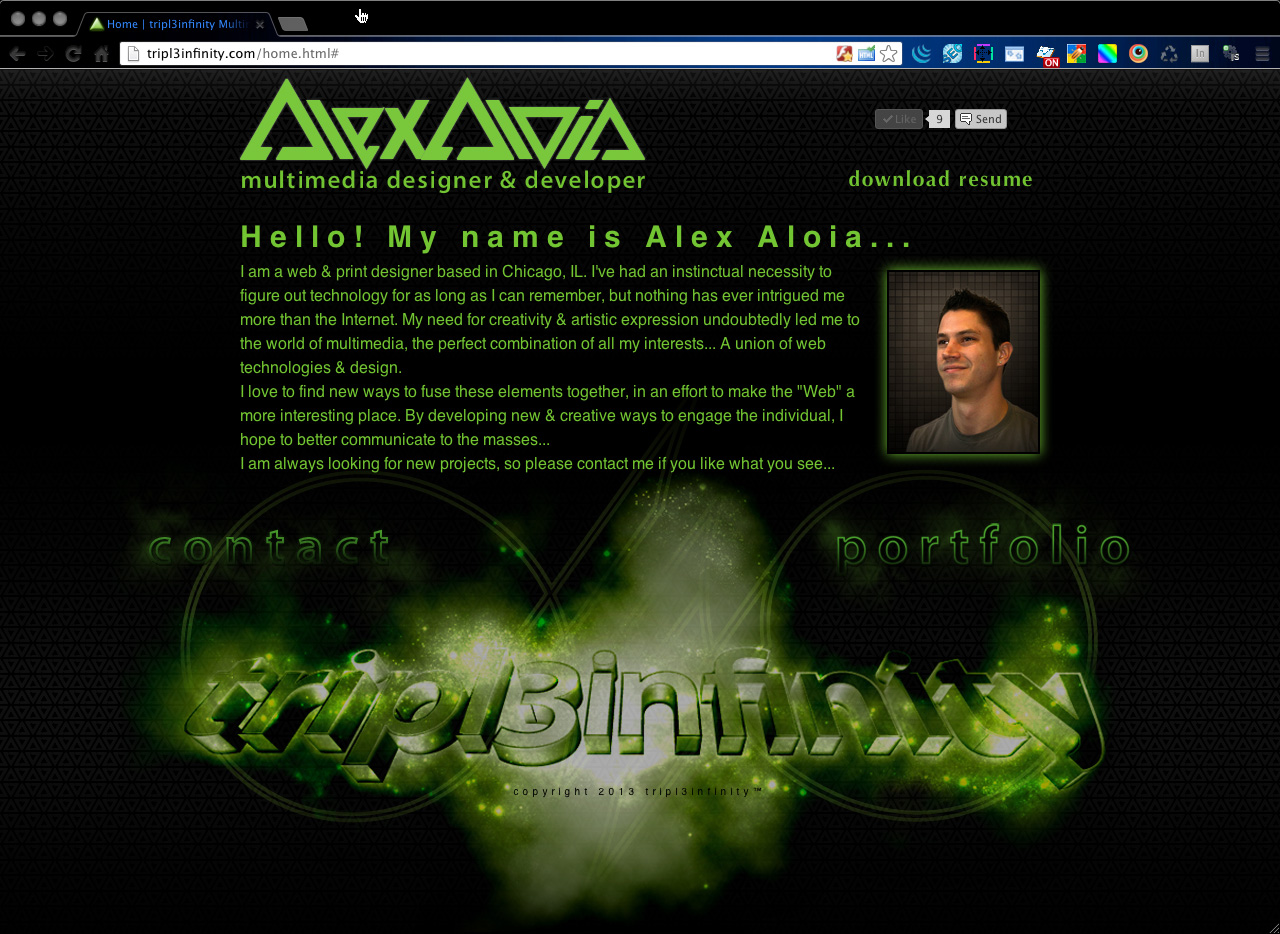 Home | tripl3infinity Multi
tripl3infinity.com/home.html#
ON
In
s
Alex Aloia
multimedia designer & developer
Like
9
Send
download resume
Hello! My name is Alex Aloia...
I am a web & print designer based in Chicago, IL. I've had an instinctual necessity to
figure out technology for as long as I can remember, but nothing has ever intrigued me
more than the Internet. My need for creativity & artistic expression undoubtedly led me to
the world of multimedia, the perfect combination of all my interests... A union of web
technologies & design.
I love to find new ways to fuse these elements together, in an effort to make the "Web" a
more interesting place. By developing new & creative ways to engage the individual, I
hope to better communicate to the masses...
I am always looking for new projects, so please contact me if you like what you see...
contact
portfolio
tripl3infinity
copyright 2013 tripl3infinity™